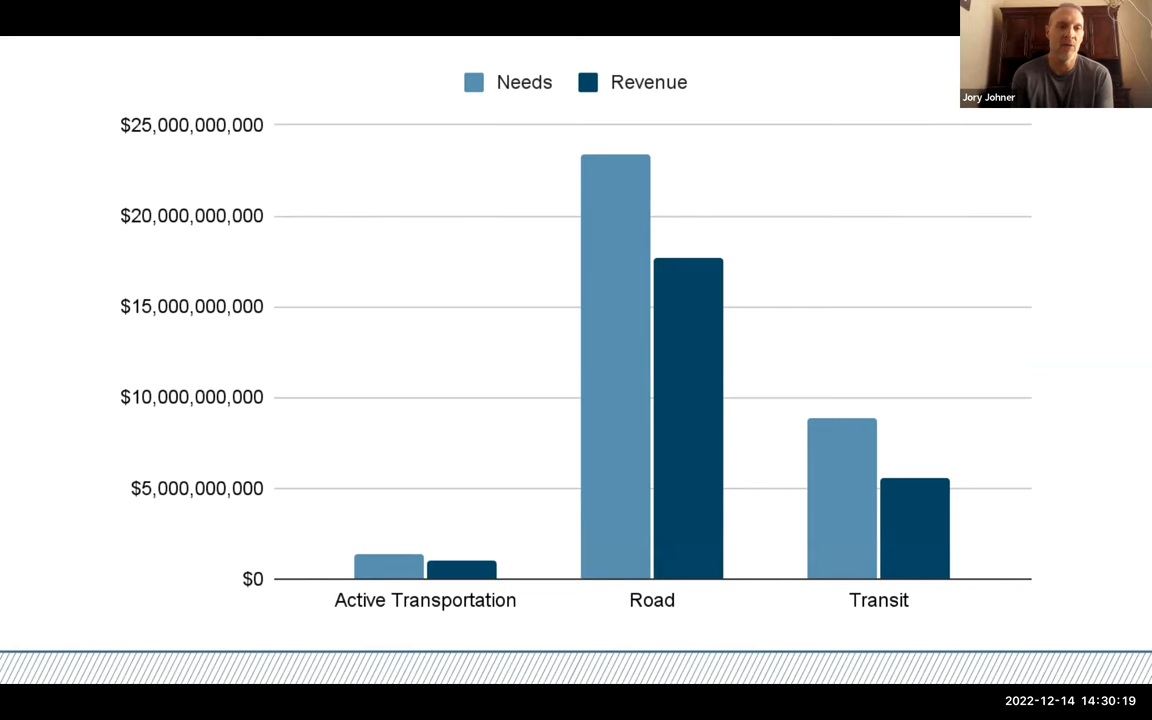 Needs Revenue
Jory Johner
$25,000,000,000
$20,000,000,000
$15,000,000,000
$10,000,000,000
$5,000,000,000
$0
Active Transportation Road Transit
2022-12-14 14:30:19